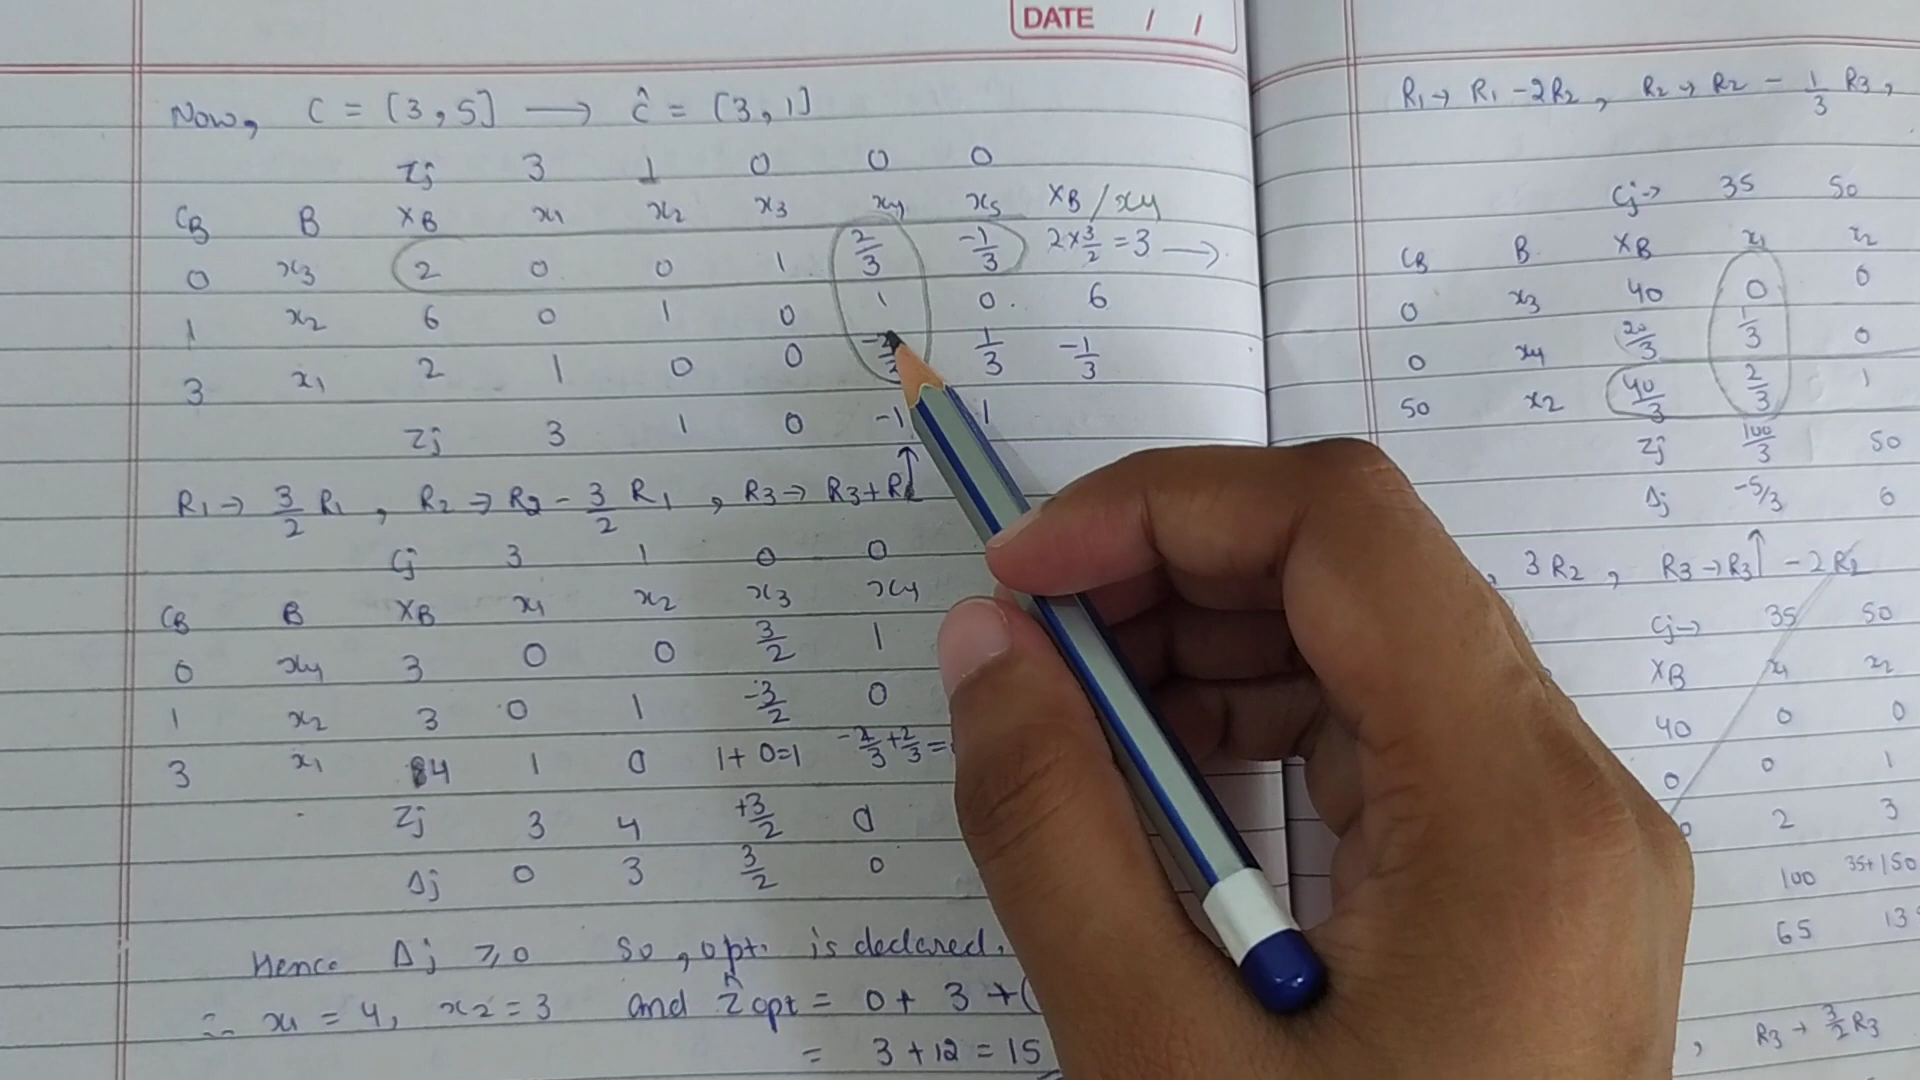 DATE / /
Now, C = [3, 5] ⟶ ĉ = [3, 1]
Zj 3 1 0 0 0
CB B XB x1 x2 x3 x4 x5 XB/x4
0 x3 2 0 0 1 2/3 -1/3 2×3/2 = 3 →
1 x2 6 0 1 0 1 0 6
3 x1 2 1 0 0 1/3 -1/3
Zj 3 1 0 -1 1
R1 → 3/2 R1, R2 → R2 - 3/2 R1, R3 → R3 +
Cj 3 1 0 0
CB B XB x1 x2 x3 x4
0 x4 3 0 0 3/2 1
1 x2 3 0 1 -3/2 0
3 x1 4 1 0 1+0=1 +2/3 =
Zj 3 4 +3/2 0
Δj 0 3 3/2 0
Hence Δj ≥ 0 So, opt. is declared.
∴ x1 = 4, x2 = 3 and Ẑopt = 0 + 3 + (
= 3 + 12 = 15
R1 → R1 - 2R2, R2 → R2 - 1/3 R3,
Cj→ 35 50
CB B XB x1 x2
0 x3 40 0 0
0 x4 20/3 1/3 0
50 x2 40/3 2/3 1
Zj 100/3 50
Δj -5/3 0
, 3R2, R3 → R3 - 2R2
Cj→ 35 50
XB x1 x2
40 0 0
0 0 1
2 3
100 35+150
65 13
, R3 → 3/2 R3